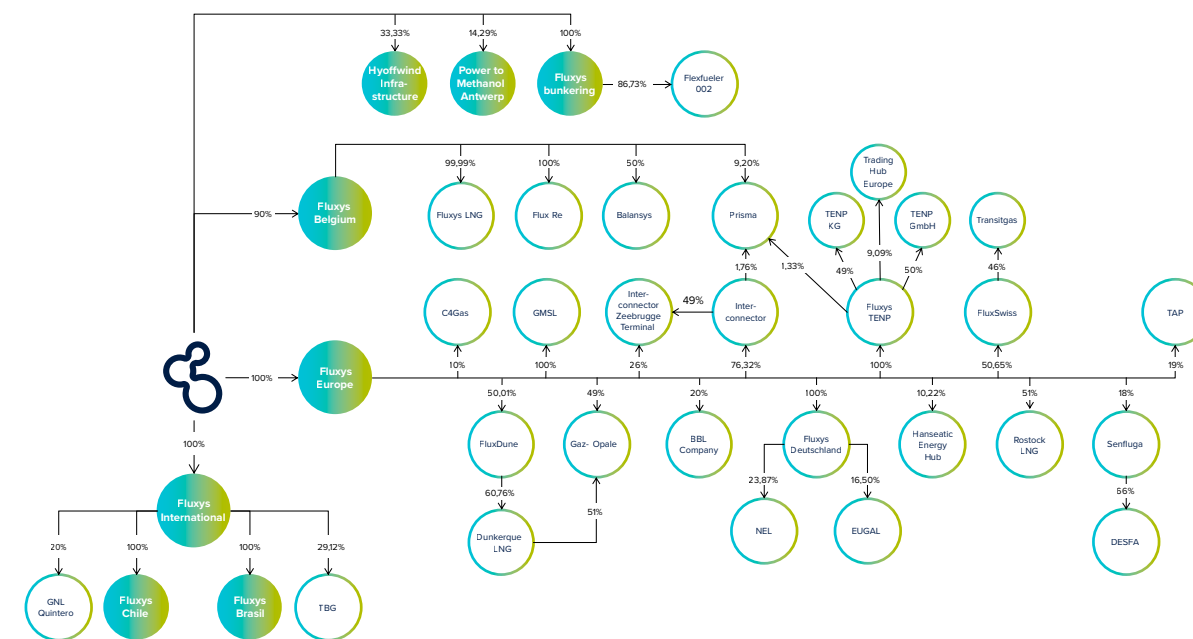 33,33%
14,29%
100%
Hyoffwind
Infra-
structure
Power to
Methanol
Antwerp
Fluxys
bunkering
86,73%
Flexfueler
002
99,99%
100%
50%
9,20%
90%
Fluxys
Belgium
Fluxys LNG
Flux Re
Balansys
Prisma
Trading
Hub
Europe
TENP
KG
TENP
GmbH
Transitgas
1,76%
1,33%
49%
9,09%
50%
46%
C4Gas
GMSL
Inter-
connector
Zeebrugge
Terminal
49%
Inter-
connector
Fluxys
TENP
FluxSwiss
TAP
10%
100%
26%
76,32%
100%
50,65%
19%
100%
Fluxys
Europe
50,01%
49%
20%
100%
10,22%
51%
18%
FluxDune
Gaz- Opale
BBL
Company
Fluxys
Deutschland
Hanseatic
Energy
Hub
Rostock
LNG
Senfluga
60,76%
51%
23,87%
16,50%
66%
Dunkerque
LNG
NEL
EUGAL
DESFA
100%
Fluxys
International
20%
100%
100%
29,12%
GNL
Quintero
Fluxys
Chile
Fluxys
Brasil
TBG